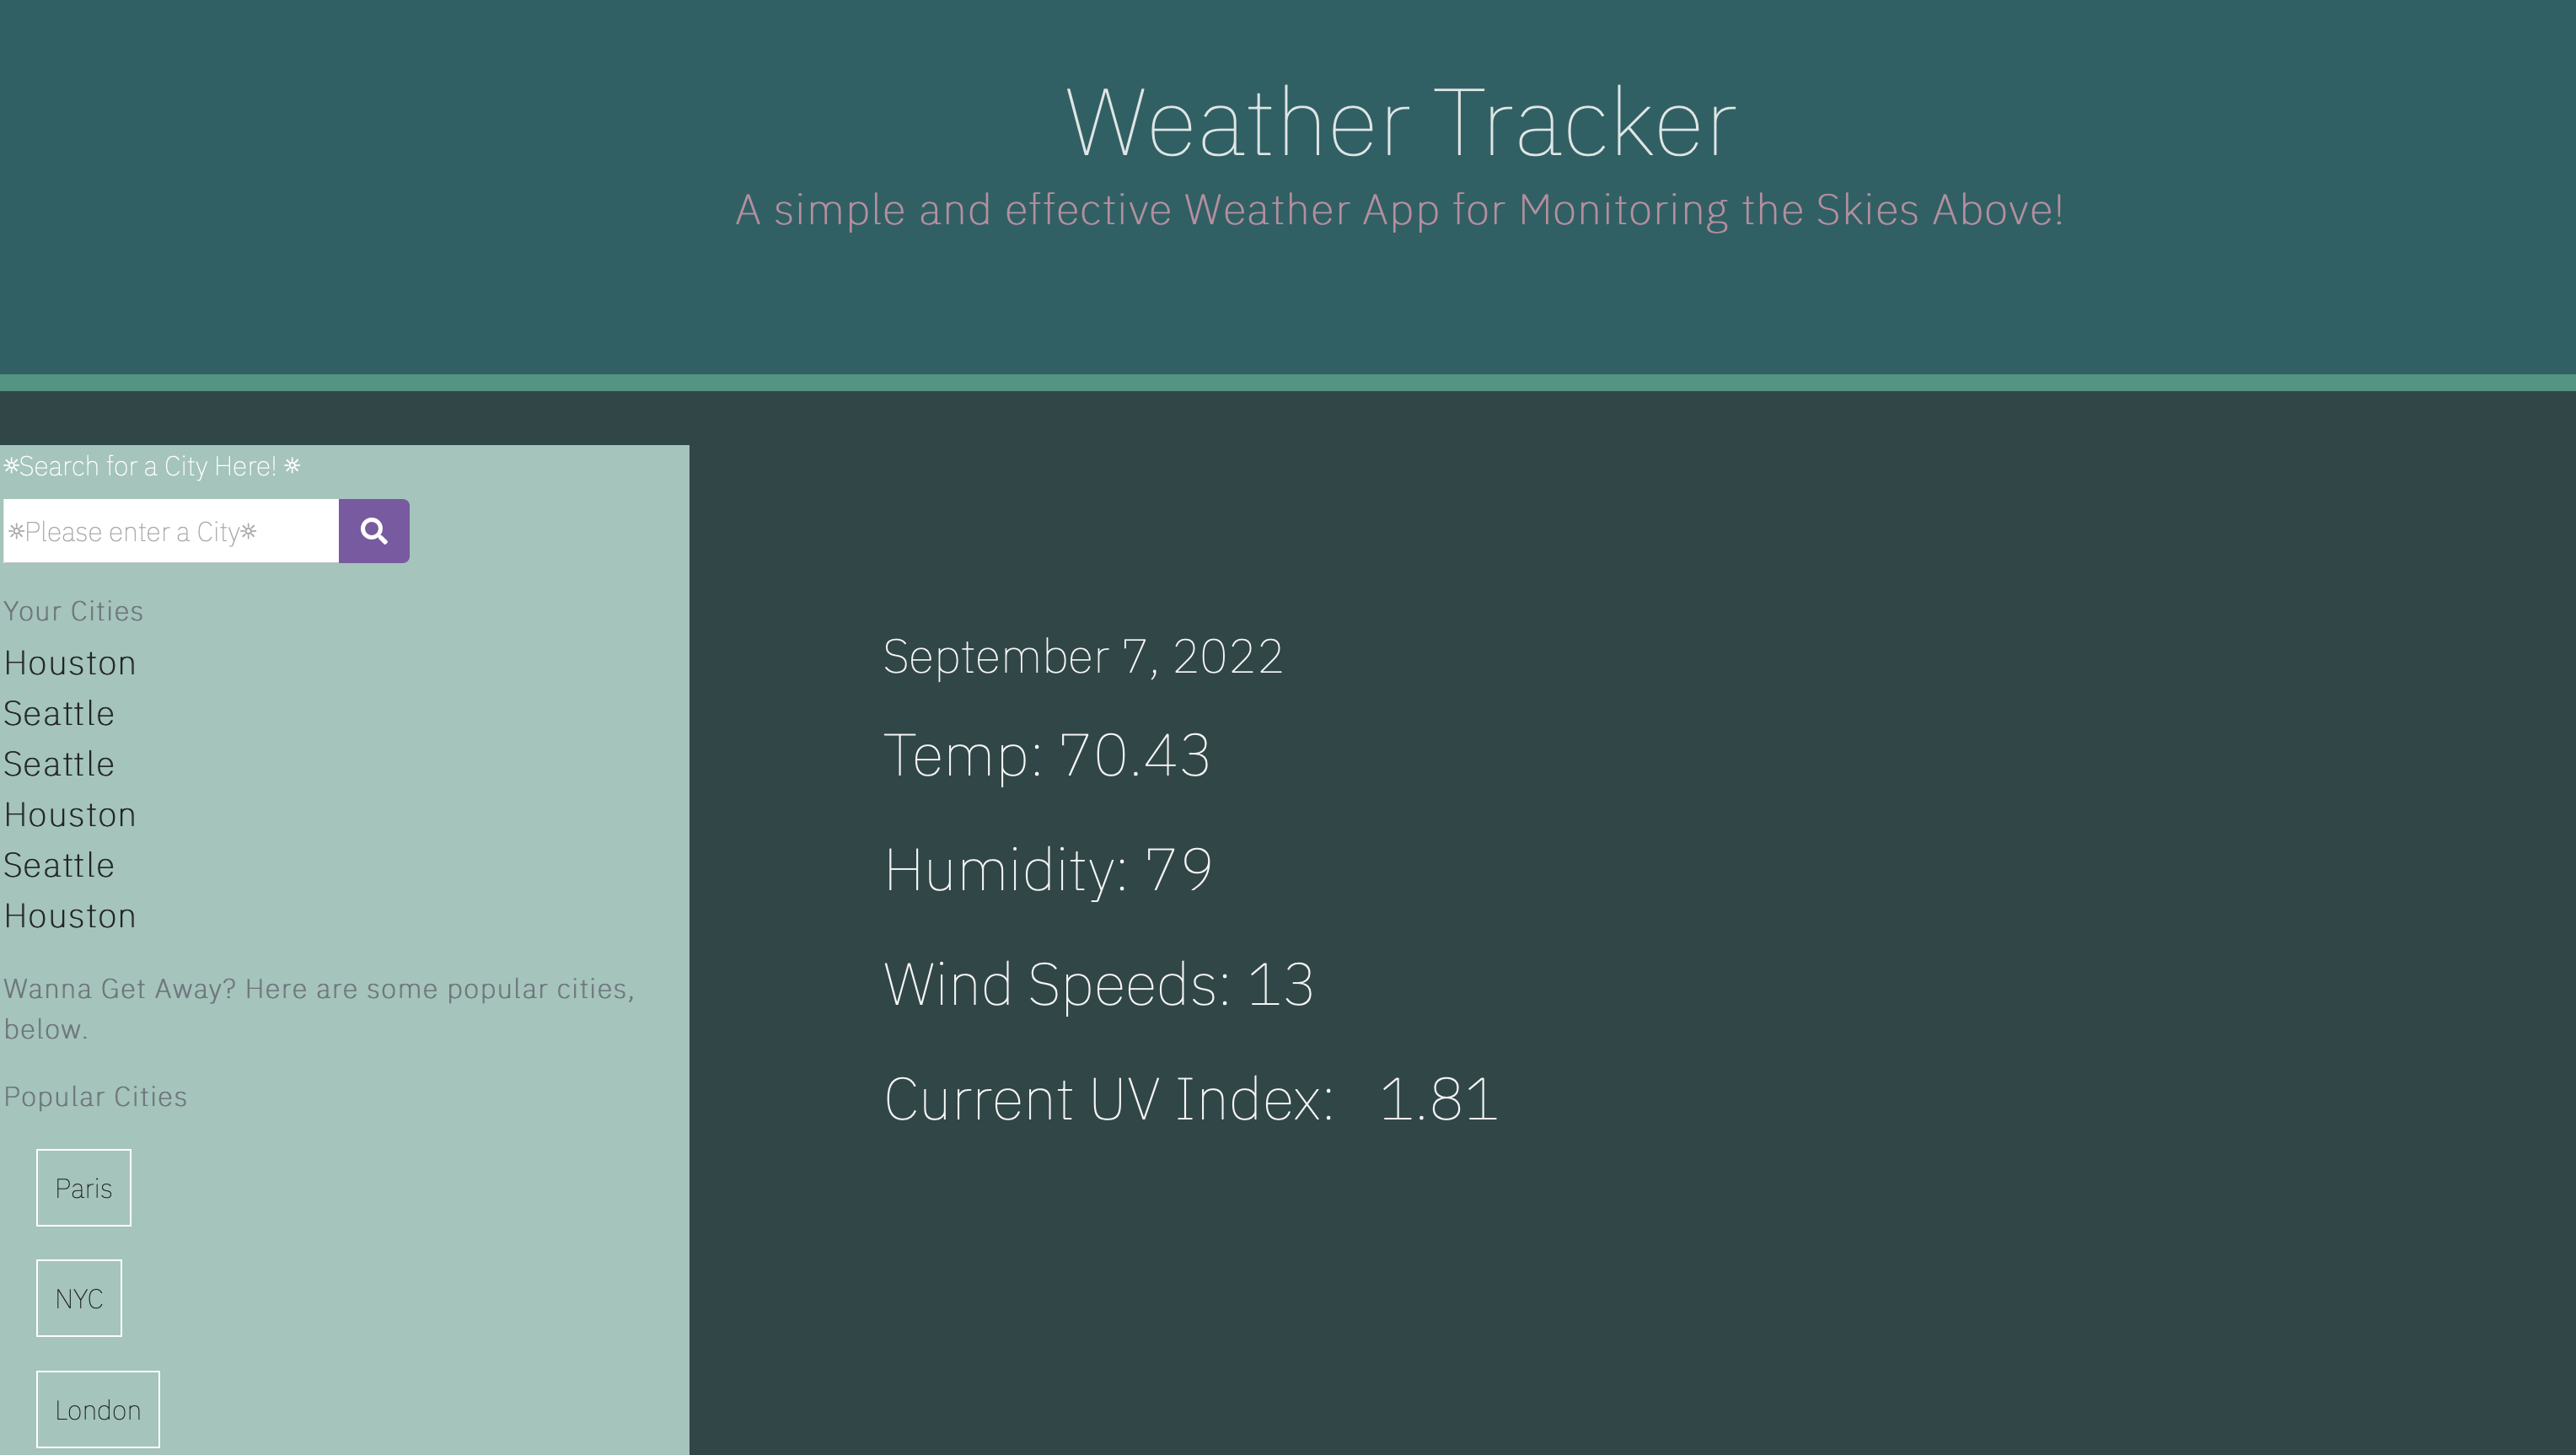 Weather Tracker
A simple and effective Weather App for Monitoring the Skies Above!
☼Search for a City Here! ☼
☼Please enter a City☼
Your Cities
Houston
Seattle
Seattle
Houston
Seattle
Houston
Wanna Get Away? Here are some popular cities,
below.
Popular Cities
Paris
NYC
London
September 7, 2022
Temp: 70.43
Humidity: 79
Wind Speeds: 13
Current UV Index: 1.81